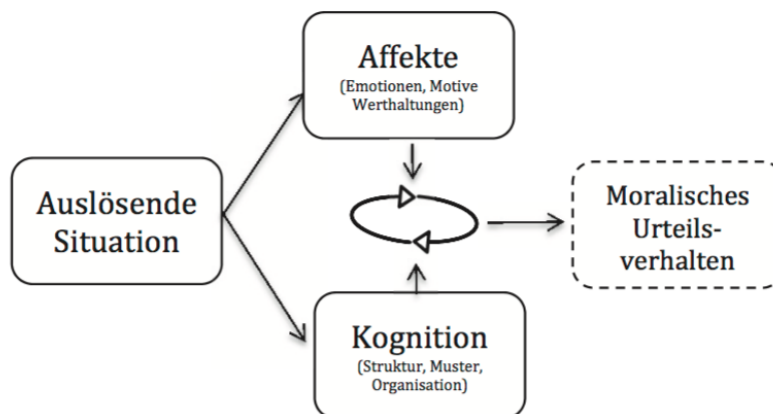 Affekte
(Emotionen, Motive
Werthaltungen)
Auslösende
Situation
Moralisches
Urteils-
verhalten
Kognition
(Struktur, Muster,
Organisation)